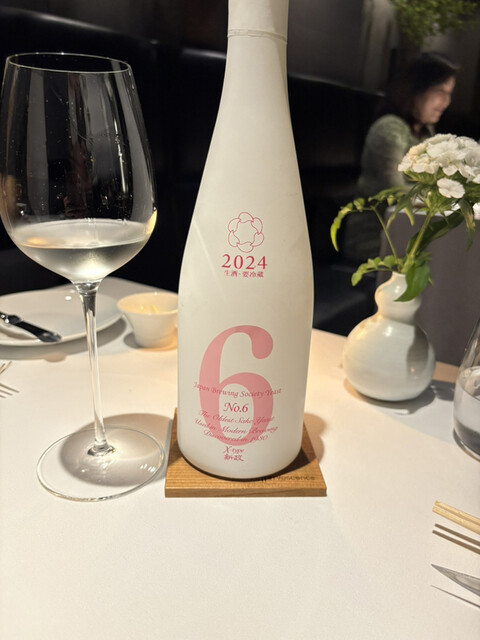 2024
生酒・要冷蔵
6
Japan Brewing Society Yeast
No.6
The Oldest Sake Yeast
Under Modern Brewing
X-type
新政